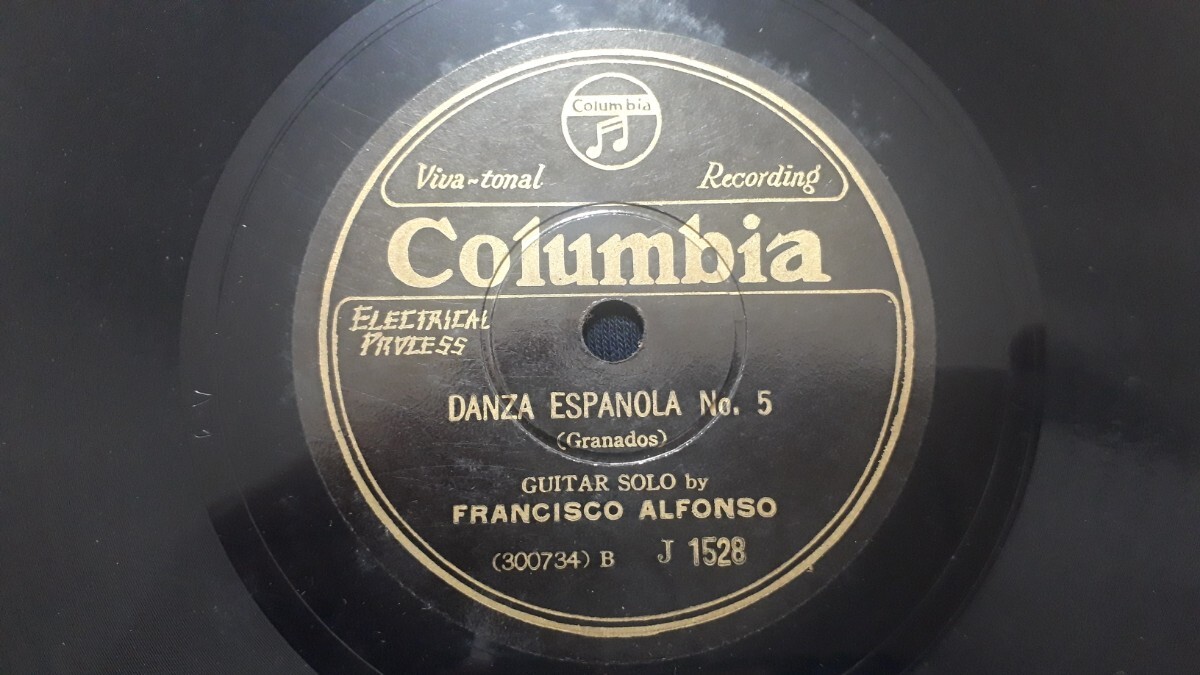 Columbia
Viva-tonal Recording
Columbia
ELECTRICAL
PROCESS
DANZA ESPANOLA No. 5
(Granados)
GUITAR SOLO by
FRANCISCO ALFONSO
(300734) B J 1528